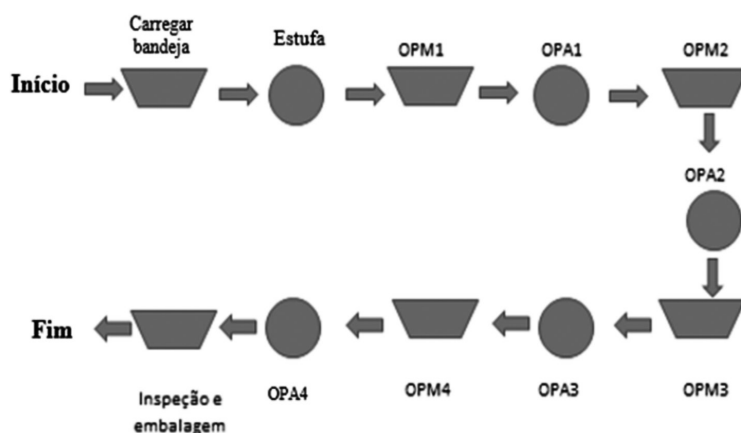 Carregar
bandeja
Estufa
OPM1
OPA1
OPM2
Início
OPA2
Fim
Inspeção e
embalagem
OPA4
OPM4
OPA3
OPM3